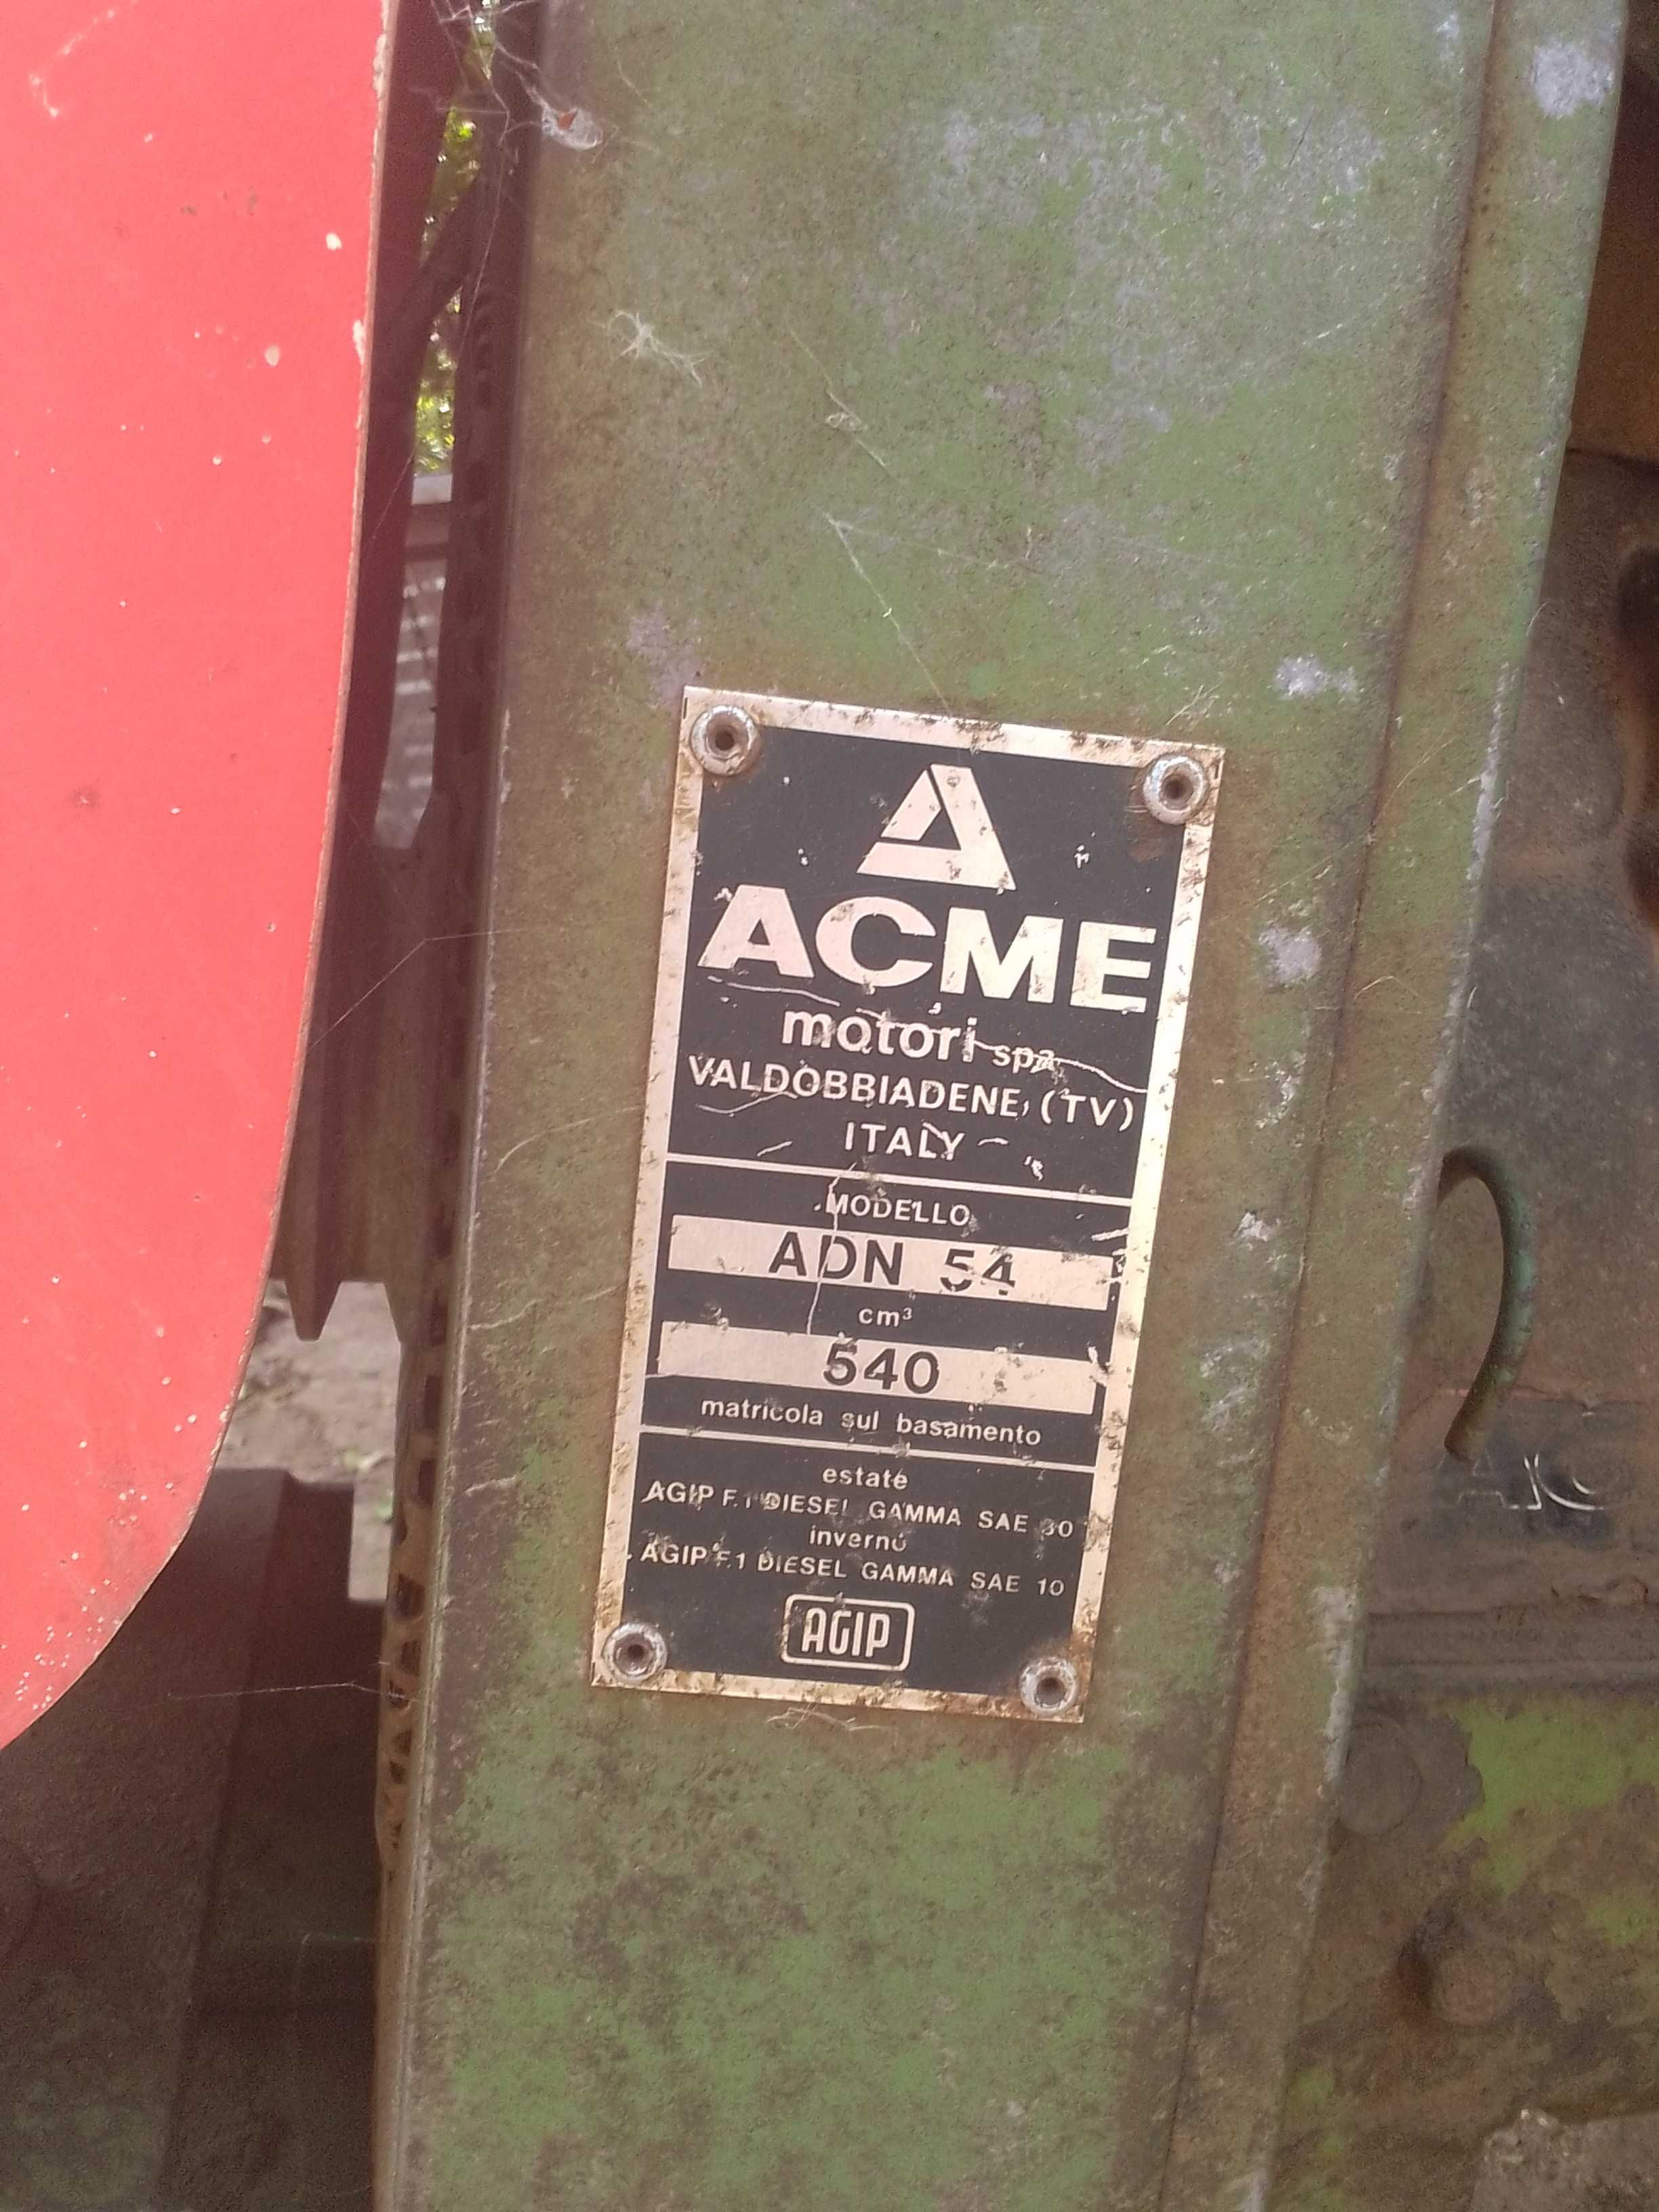 ACME
motori spa
VALDOBBIADENE (TV)
ITALY
MODELLO
ADN 54
cm³
540
matricola sul basamento
estate
AGIP F.1 DIESEL GAMMA SAE 30
inverno
AGIP F.1 DIESEL GAMMA SAE 10
AGIP